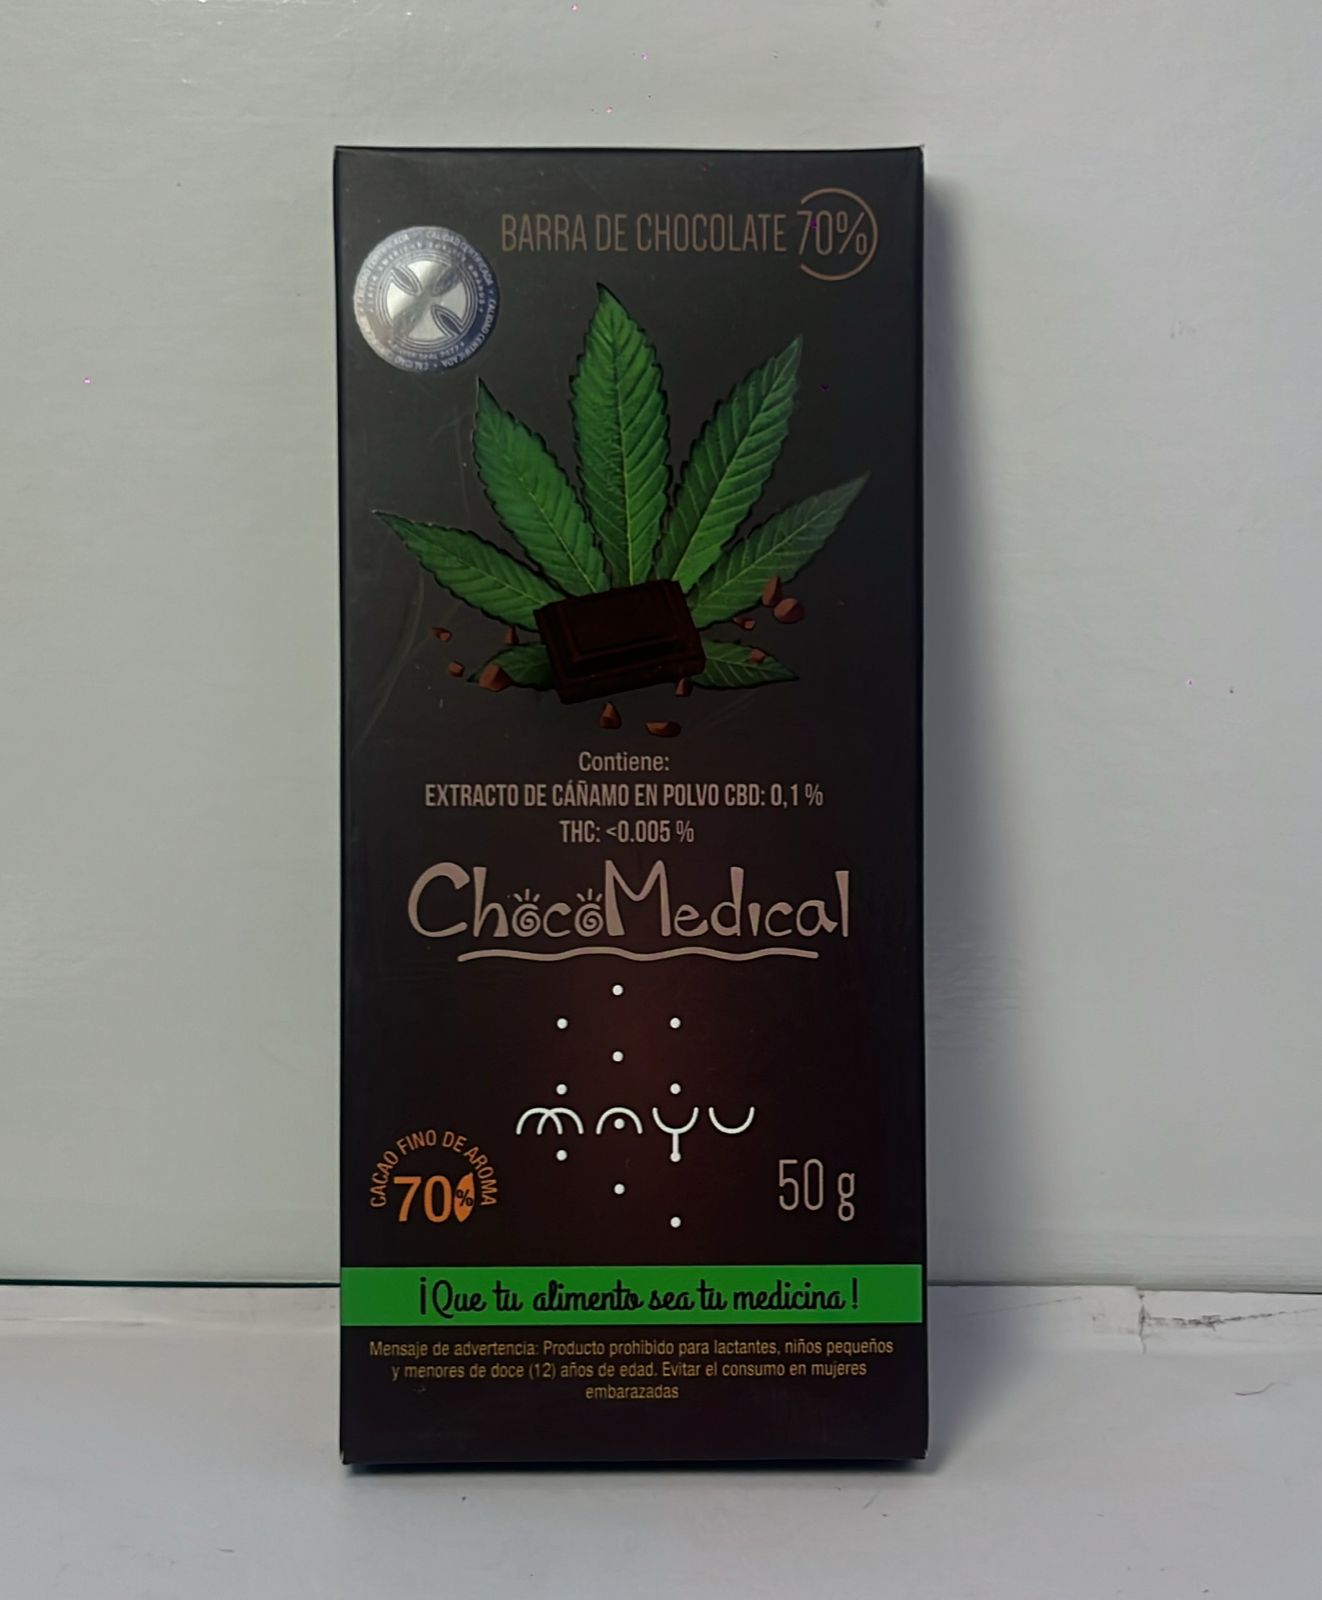 BARRA DE CHOCOLATE 70%
CALIDAD CERTIFICADA
Contiene:
EXTRACTO DE CÁÑAMO EN POLVO CBD: 0,1 %
THC: <0.005 %
ChocoMedical
mayu
CACAO FINO DE AROMA
70%
50 g
¡Que tu alimento sea tu medicina!
Mensaje de advertencia: Producto prohibido para lactantes, niños pequeños
y menores de doce (12) años de edad. Evitar el consumo en mujeres
embarazadas